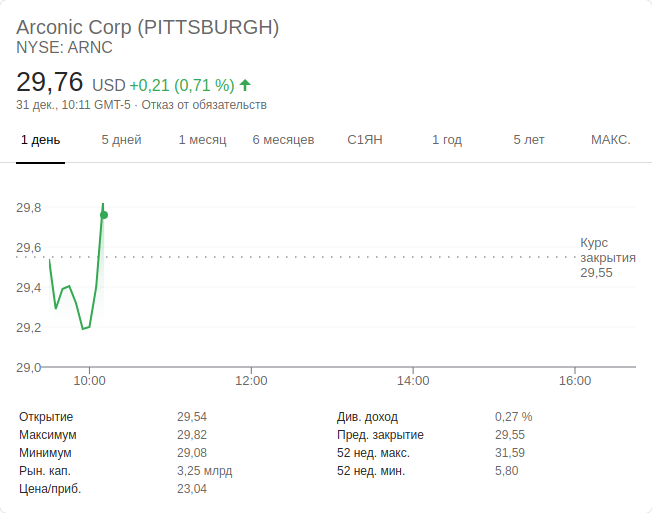 Arconic Corp (PITTSBURGH)
NYSE: ARNC
29,76 USD +0,21 (0,71 %)
31 дек., 10:11 GMT-5 · Отказ от обязательств
1 день 5 дней 1 месяц 6 месяцев С1ЯН 1 год 5 лет МАКС.
29,8
29,6
29,4
29,2
29,0
Курс
закрытия
29,55
10:00 12:00 14:00 16:00
Открытие 29,54 Див. доход 0,27 %
Максимум 29,82 Пред. закрытие 29,55
Минимум 29,08 52 нед. макс. 31,59
Рын. кап. 3,25 млрд 52 нед. мин. 5,80
Цена/приб. 23,04